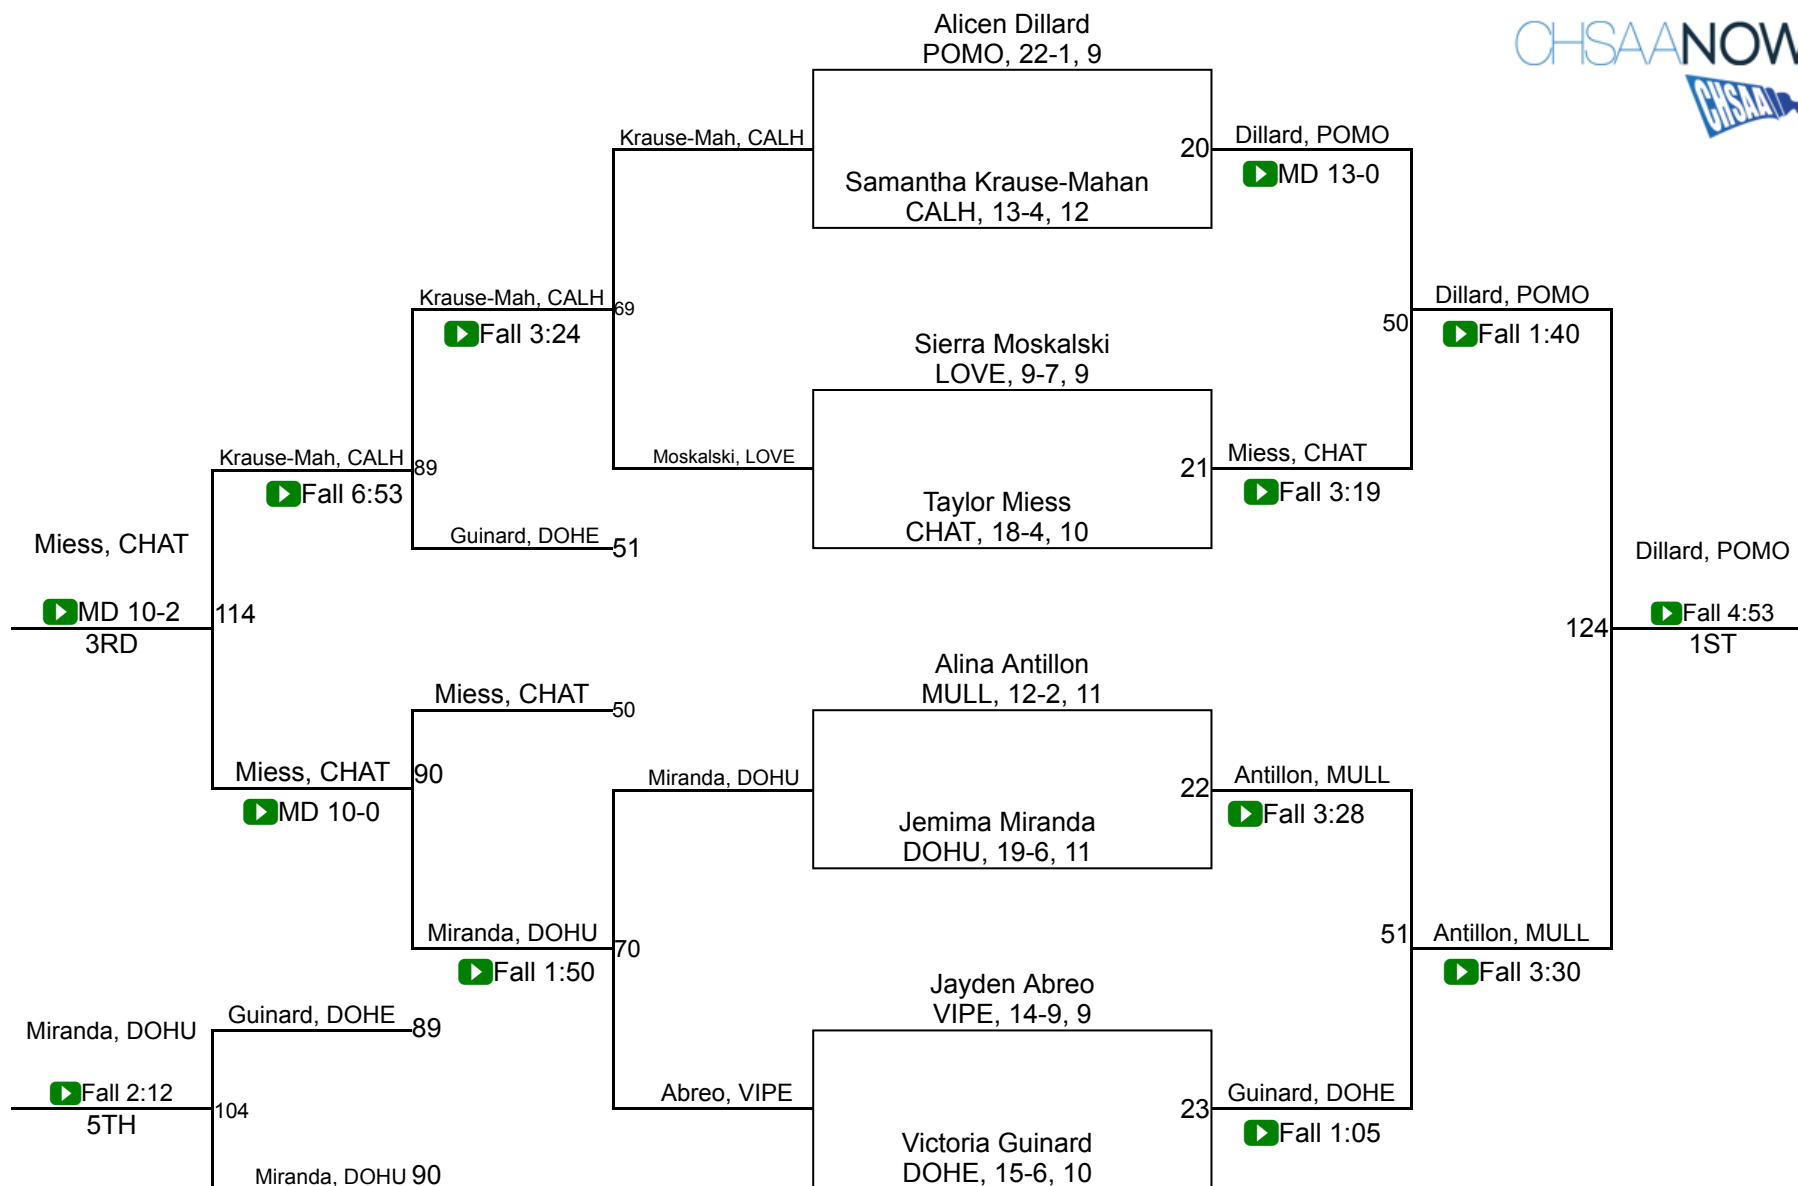 Alicen Dillard
POMO, 22-1, 9
CHSAANOW
CHSAA
Krause-Mah, CALH
20
Dillard, POMO
MD 13-0
Samantha Krause-Mahan
CALH, 13-4, 12
Krause-Mah, CALH
69
Fall 3:24
Dillard, POMO
50
Fall 1:40
Sierra Moskalski
LOVE, 9-7, 9
Krause-Mah, CALH
89
Fall 6:53
Moskalski, LOVE
21
Miess, CHAT
Fall 3:19
Taylor Miess
CHAT, 18-4, 10
Guinard, DOHE
51
Miess, CHAT
MD 10-2
3RD
114
Dillard, POMO
124
Fall 4:53
1ST
Alina Antillon
MULL, 12-2, 11
Miess, CHAT
50
Miess, CHAT
90
MD 10-0
Miranda, DOHU
22
Antillon, MULL
Fall 3:28
Jemima Miranda
DOHU, 19-6, 11
Miranda, DOHU
70
Fall 1:50
51
Antillon, MULL
Fall 3:30
Jayden Abreo
VIPE, 14-9, 9
Miranda, DOHU
Guinard, DOHE
89
Fall 2:12
5TH
104
Abreo, VIPE
23
Guinard, DOHE
Fall 1:05
Victoria Guinard
DOHE, 15-6, 10
Miranda, DOHU
90